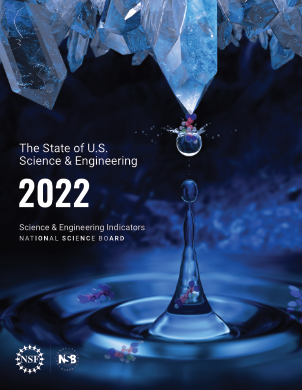 The State of U.S.
Science & Engineering
2022
Science & Engineering Indicators
NATIONAL SCIENCE BOARD
NSF
NSB